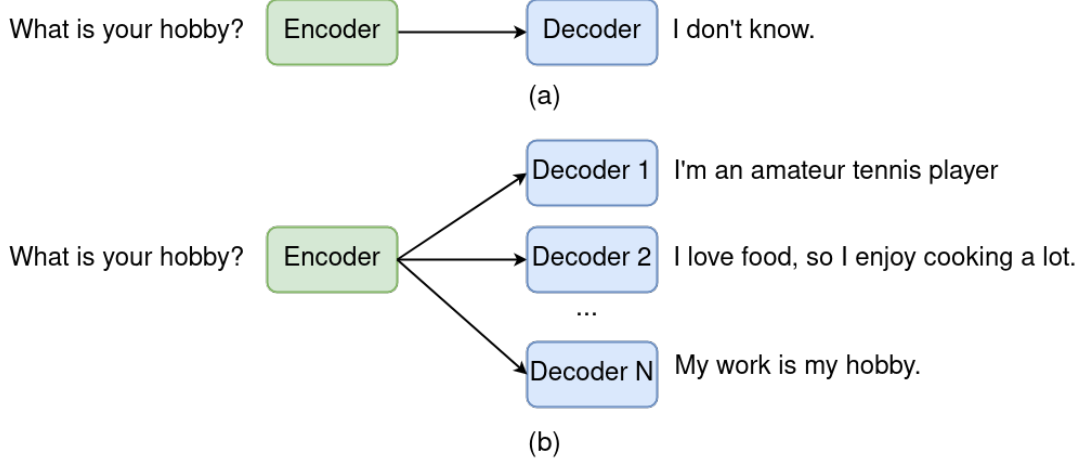 What is your hobby? Encoder Decoder I don't know.
(a)
Decoder 1 I'm an amateur tennis player
What is your hobby? Encoder Decoder 2 I love food, so I enjoy cooking a lot.
...
Decoder N My work is my hobby.
(b)